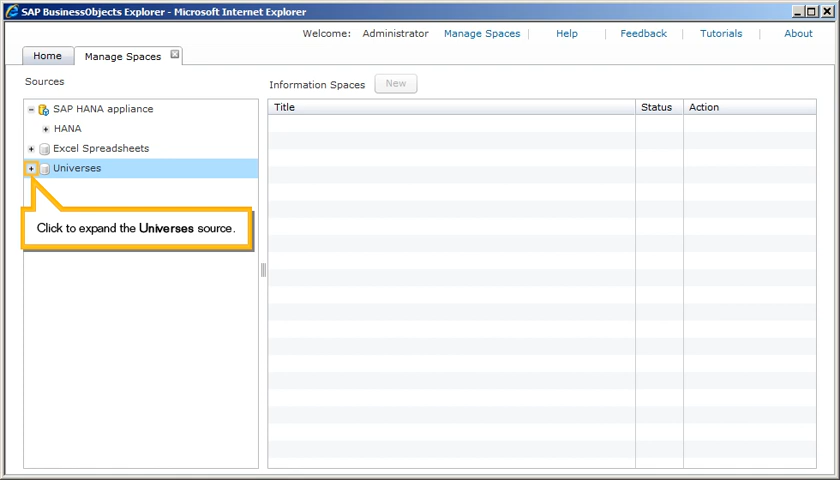 SAP BusinessObjects Explorer - Microsoft Internet Explorer
Welcome: Administrator Manage Spaces | Help | Feedback | Tutorials | About
Home Manage Spaces
Sources
Information Spaces New
SAP HANA appliance
HANA
Excel Spreadsheets
Universes
Click to expand the Universes source.
Title Status Action